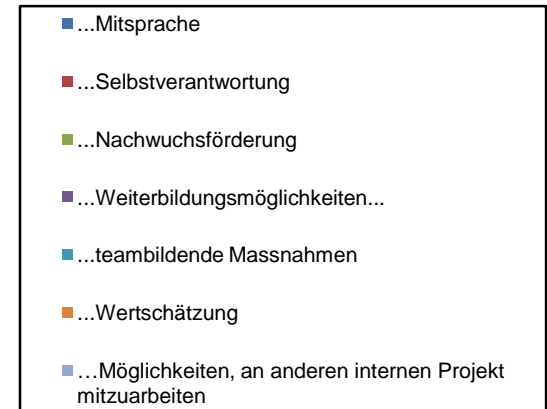 ...Mitsprache
...Selbstverantwortung
...Nachwuchsförderung
...Weiterbildungsmöglichkeiten...
...teambildende Massnahmen
...Wertschätzung
…Möglichkeiten, an anderen internen Projekt
mitzuarbeiten